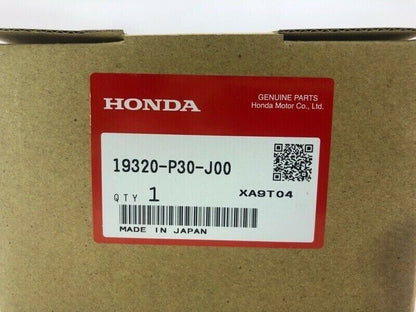 HONDA
GENUINE PARTS
Honda Motor Co., Ltd.
19320-P30-J00
QTY 1
XA9T04
MADE IN JAPAN